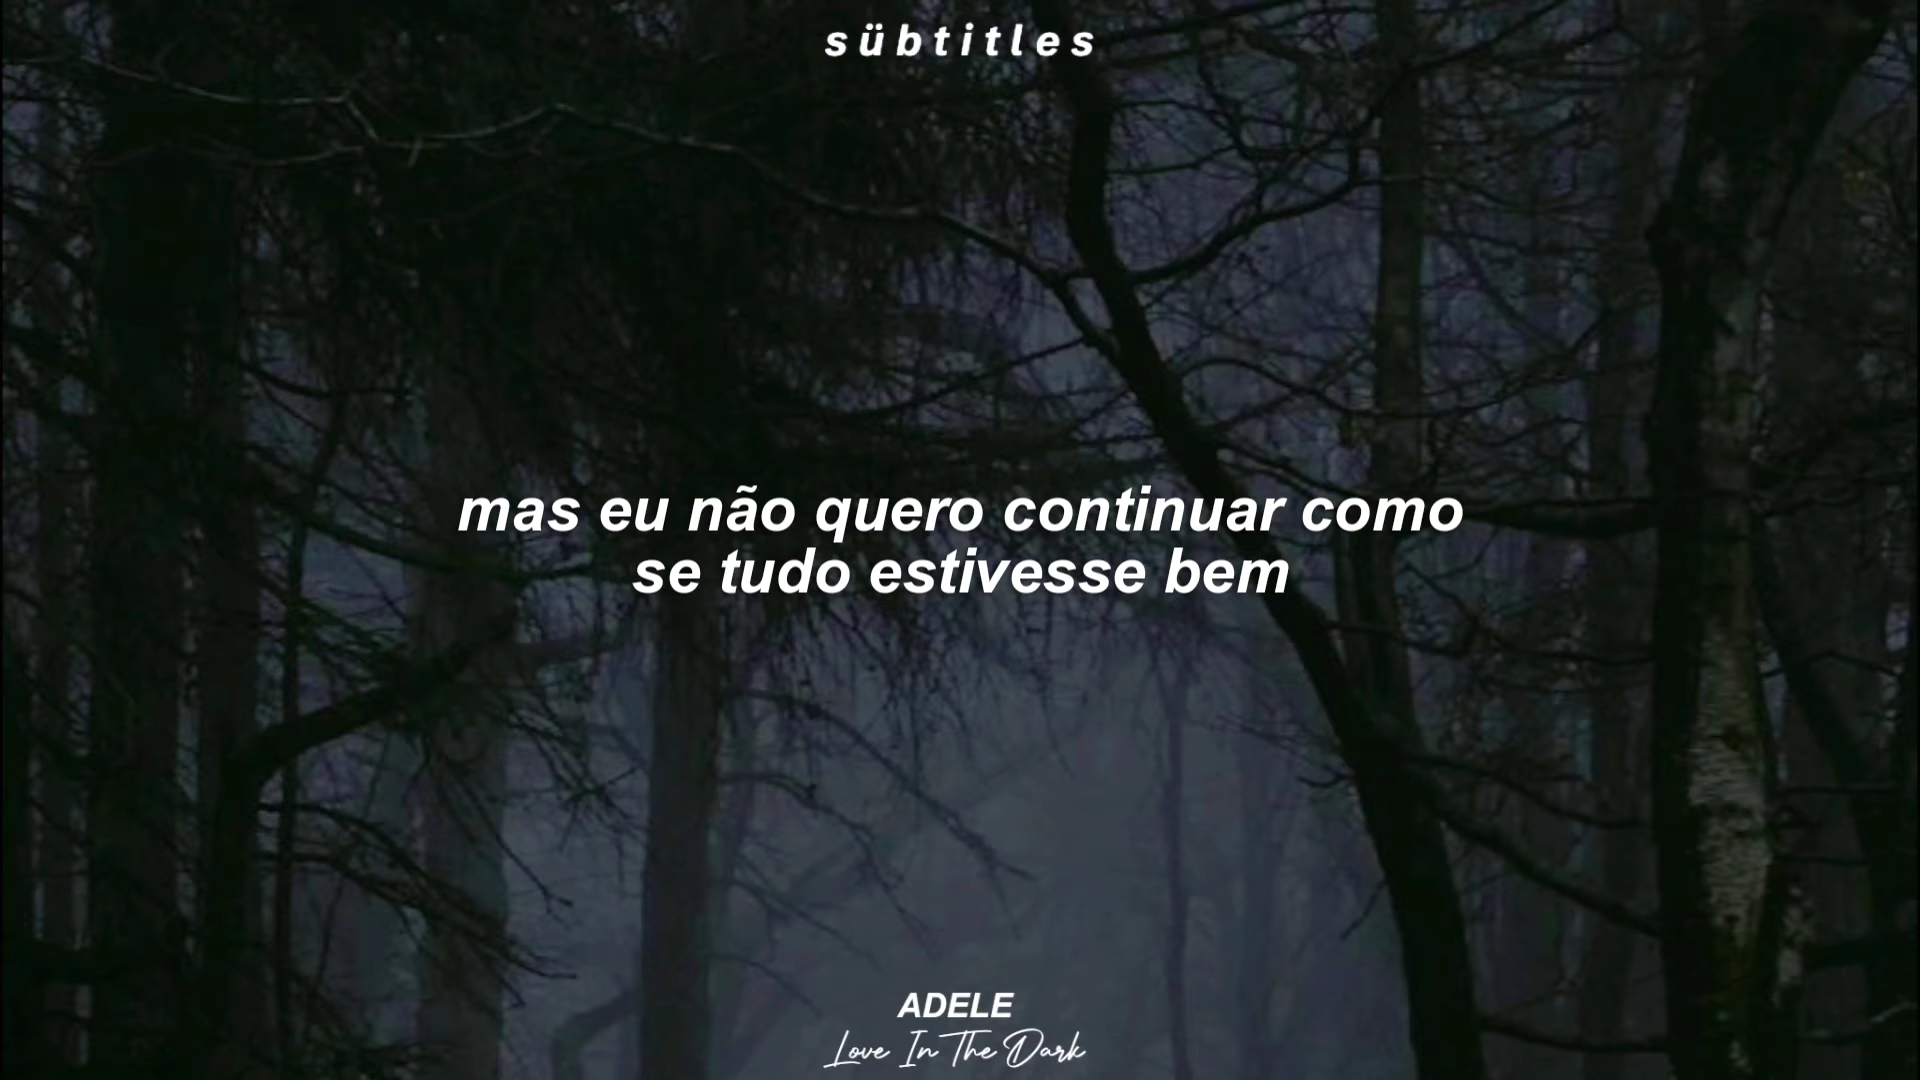 sübtitles
mas eu não quero continuar como
se tudo estivesse bem
ADELE
Love In The Dark